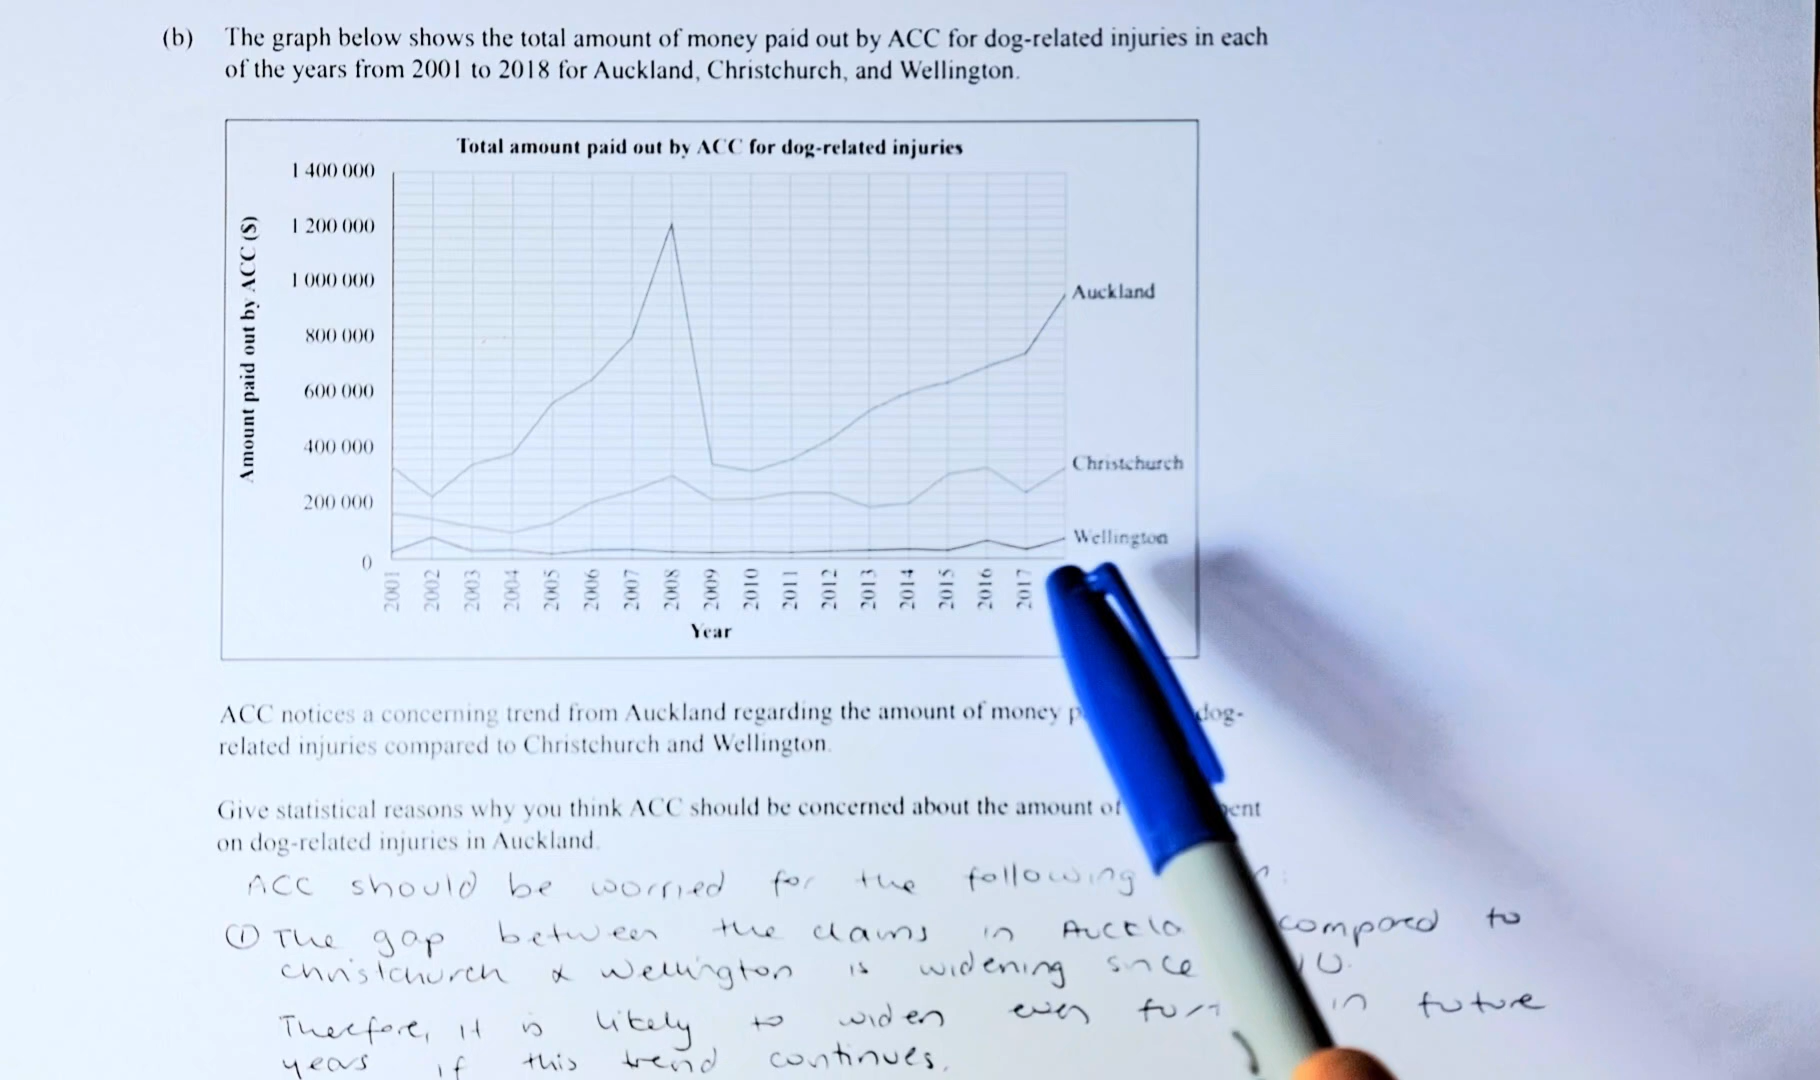 (b) The graph below shows the total amount of money paid out by ACC for dog-related injuries in each
of the years from 2001 to 2018 for Auckland, Christchurch, and Wellington.
Total amount paid out by ACC for dog-related injuries
Amount paid out by ACC ($)
1 400 000
1 200 000
1 000 000
800 000
600 000
400 000
200 000
0
Auckland
Christchurch
Wellington
2001 2002 2003 2004 2005 2006 2007 2008 2009 2010 2011 2012 2013 2014 2015 2016 2017
Year
ACC notices a concerning trend from Auckland regarding the amount of money dog-
related injuries compared to Christchurch and Wellington.
Give statistical reasons why you think ACC should be concerned about the amount of
on dog-related injuries in Auckland.
ACC should be worried for the following
① The gap between the claims in compared to
Christchurch & Wellington is widening since
Therefore, it is likely to widen even in future
years if this trend continues.